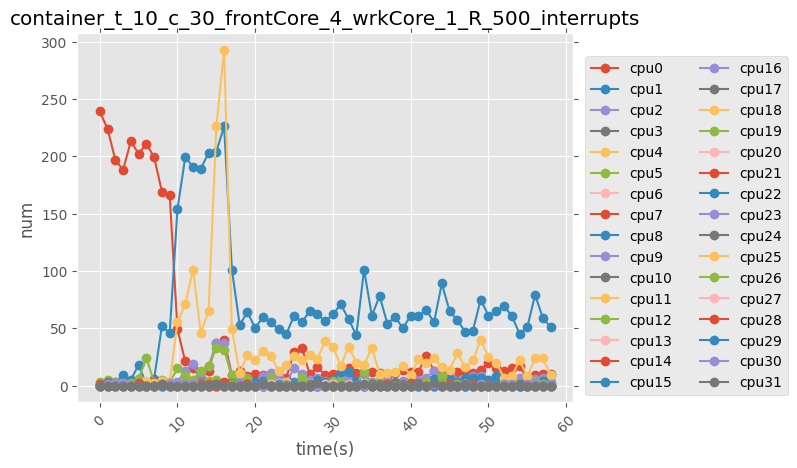 container_t_10_c_30_frontCore_4_wrkCore_1_R_500_interrupts
300
250
200
150
100
50
0
num
0 10 20 30 40 50 60
time(s)
cpu0 cpu16
cpu1 cpu17
cpu2 cpu18
cpu3 cpu19
cpu4 cpu20
cpu5 cpu21
cpu6 cpu22
cpu7 cpu23
cpu8 cpu24
cpu9 cpu25
cpu10 cpu26
cpu11 cpu27
cpu12 cpu28
cpu13 cpu29
cpu14 cpu30
cpu15 cpu31